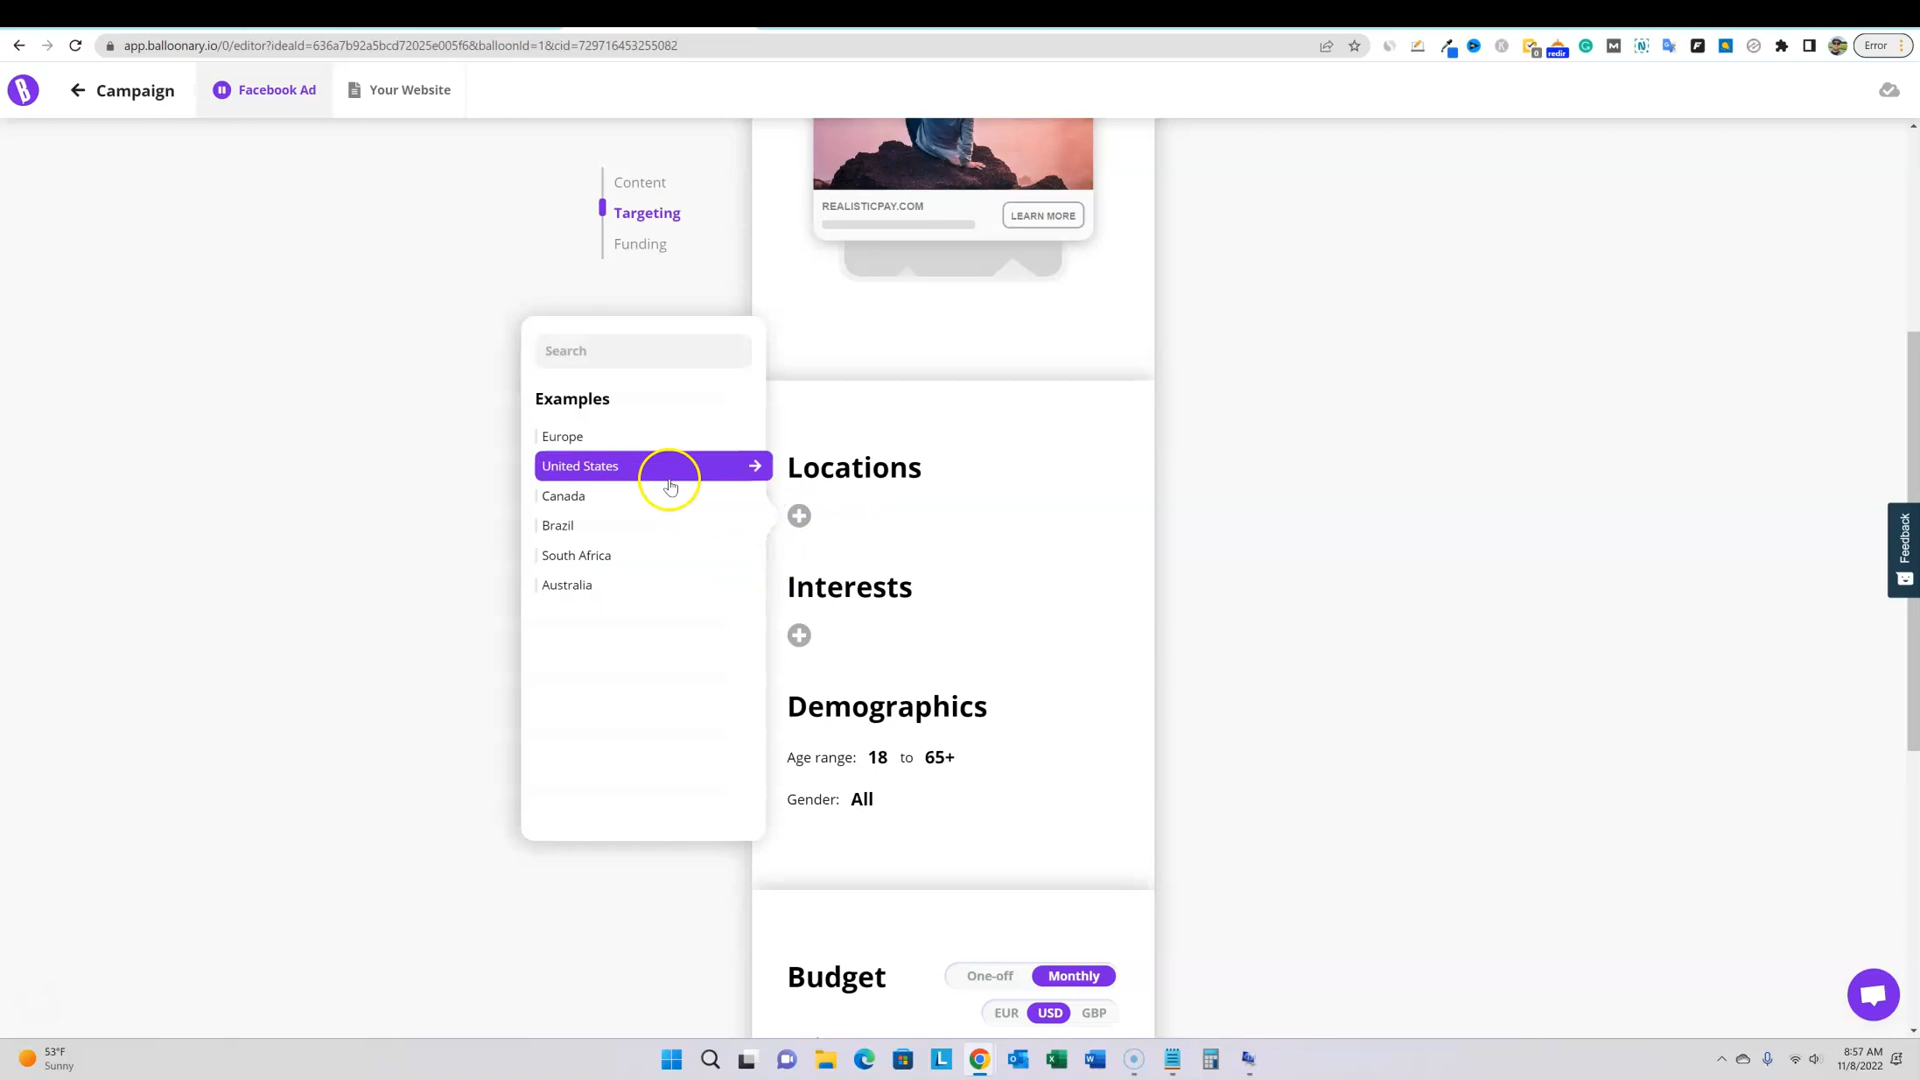 app.balloonary.io/0/editor?ideaId=636a7b92a5bcd72025e005f6&balloonId=1&cid=729716453255082
redir
Error
Campaign
Facebook Ad
Your Website
Content
Targeting
Funding
REALISTICPAY.COM
LEARN MORE
Search
Examples
Europe
United States
Canada
Brazil
South Africa
Australia
Locations
Interests
Demographics
Age range: 18 to 65+
Gender: All
Budget
One-off Monthly
EUR USD GBP
Feedback
53°F
Sunny
8:57 AM
11/8/2022